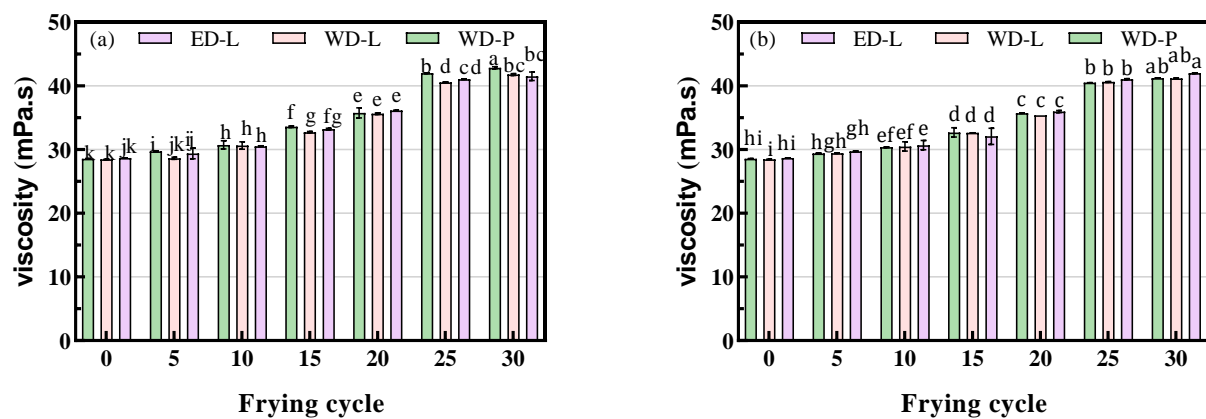 50
(a) ED-L WD-L WD-P
40
30
20
10
0
viscosity (mPa.s)
k k jk i jk ij h h h f g fg e e e b d cd a bc bc
0 5 10 15 20 25 30
Frying cycle
50
(b) ED-L WD-L WD-P
40
30
20
10
0
viscosity (mPa.s)
hi i hi h gh gh ef ef e d d d c c c b b b ab ab a
0 5 10 15 20 25 30
Frying cycle